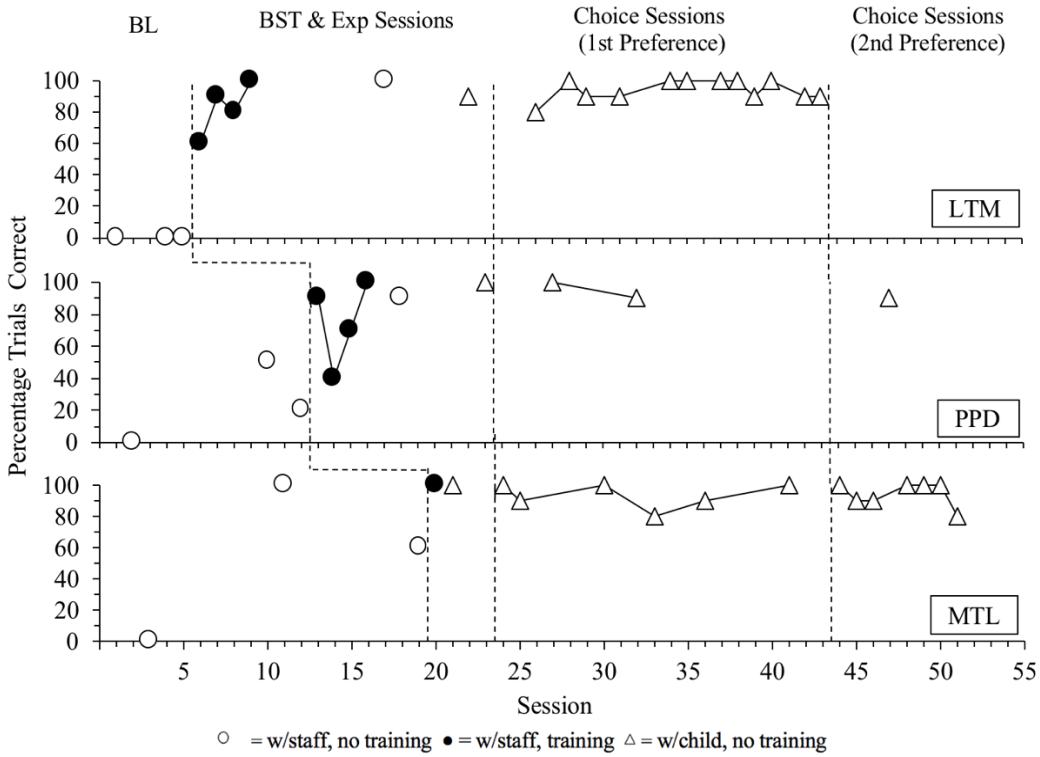 BL
BST & Exp Sessions
Choice Sessions
(1st Preference)
Choice Sessions
(2nd Preference)
Percentage Trials Correct
100
80
60
40
20
0
LTM
100
80
60
40
20
0
PPD
100
80
60
40
20
0
MTL
5 10 15 20 25 30 35 40 45 50 55
Session
= w/staff, no training = w/staff, training = w/child, no training